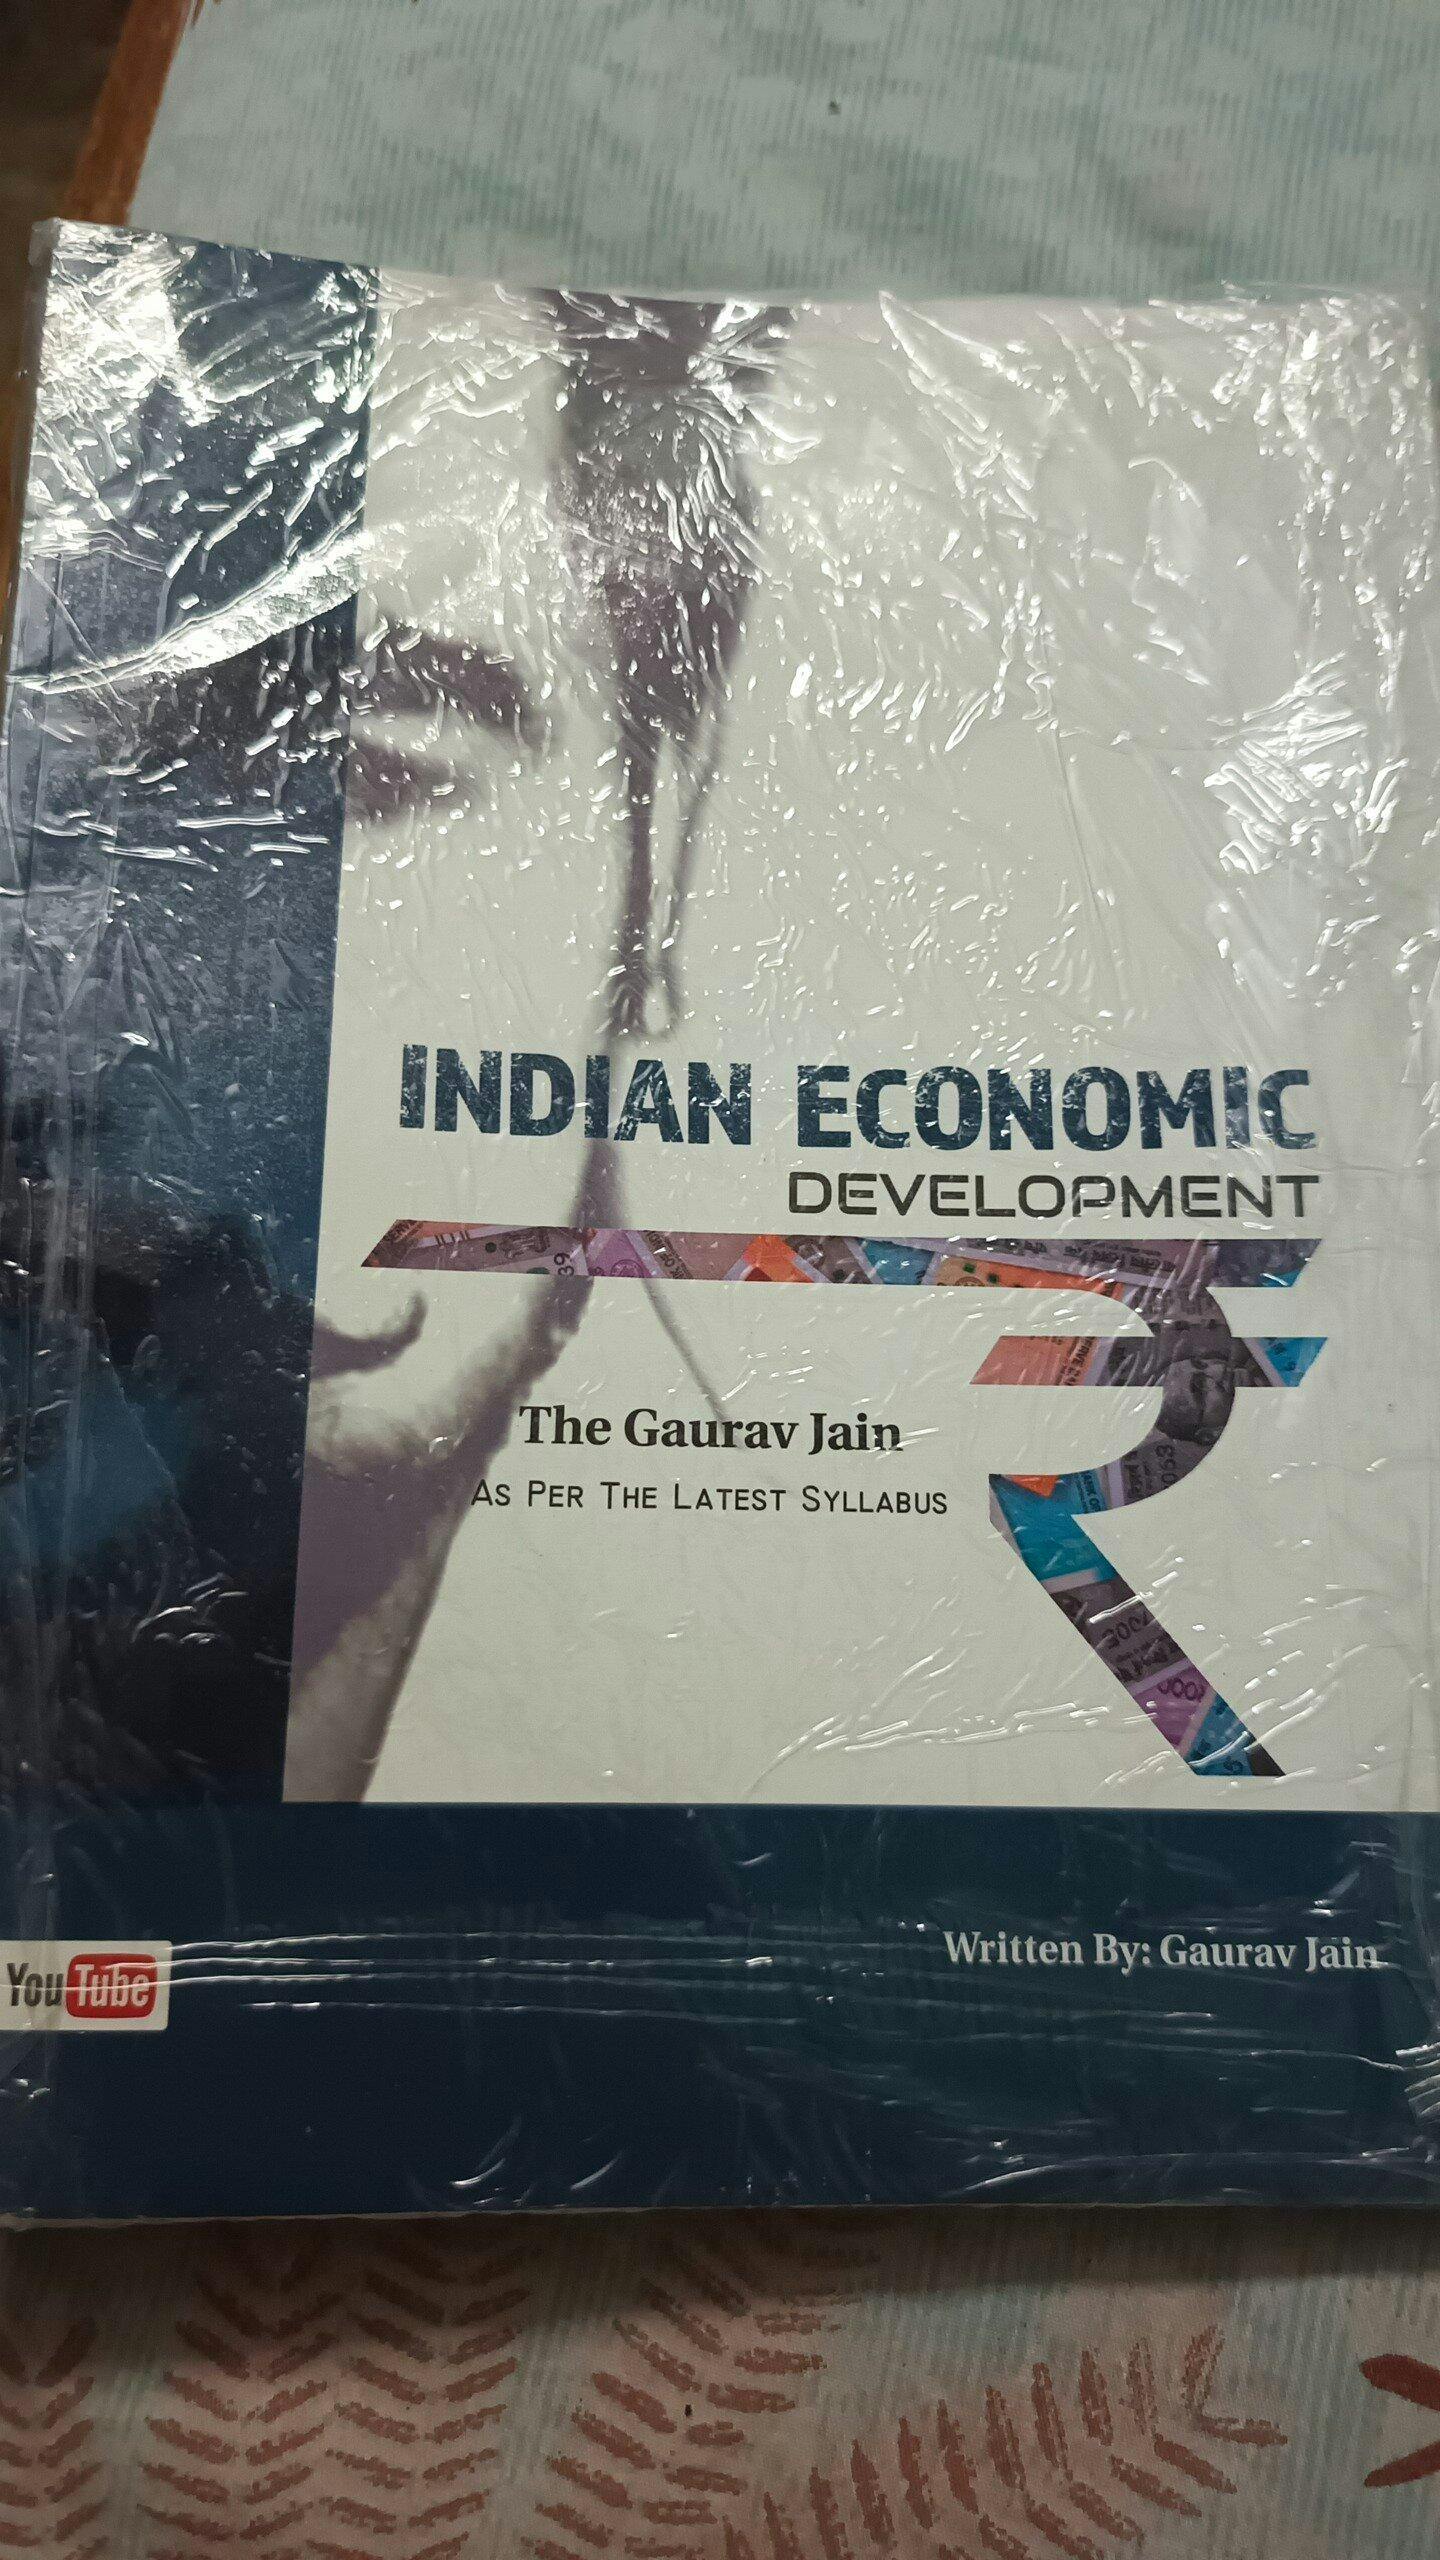 INDIAN ECONOMIC
DEVELOPMENT
The Gaurav Jain
AS PER THE LATEST SYLLABUS
Written By: Gaurav Jain
YouTube